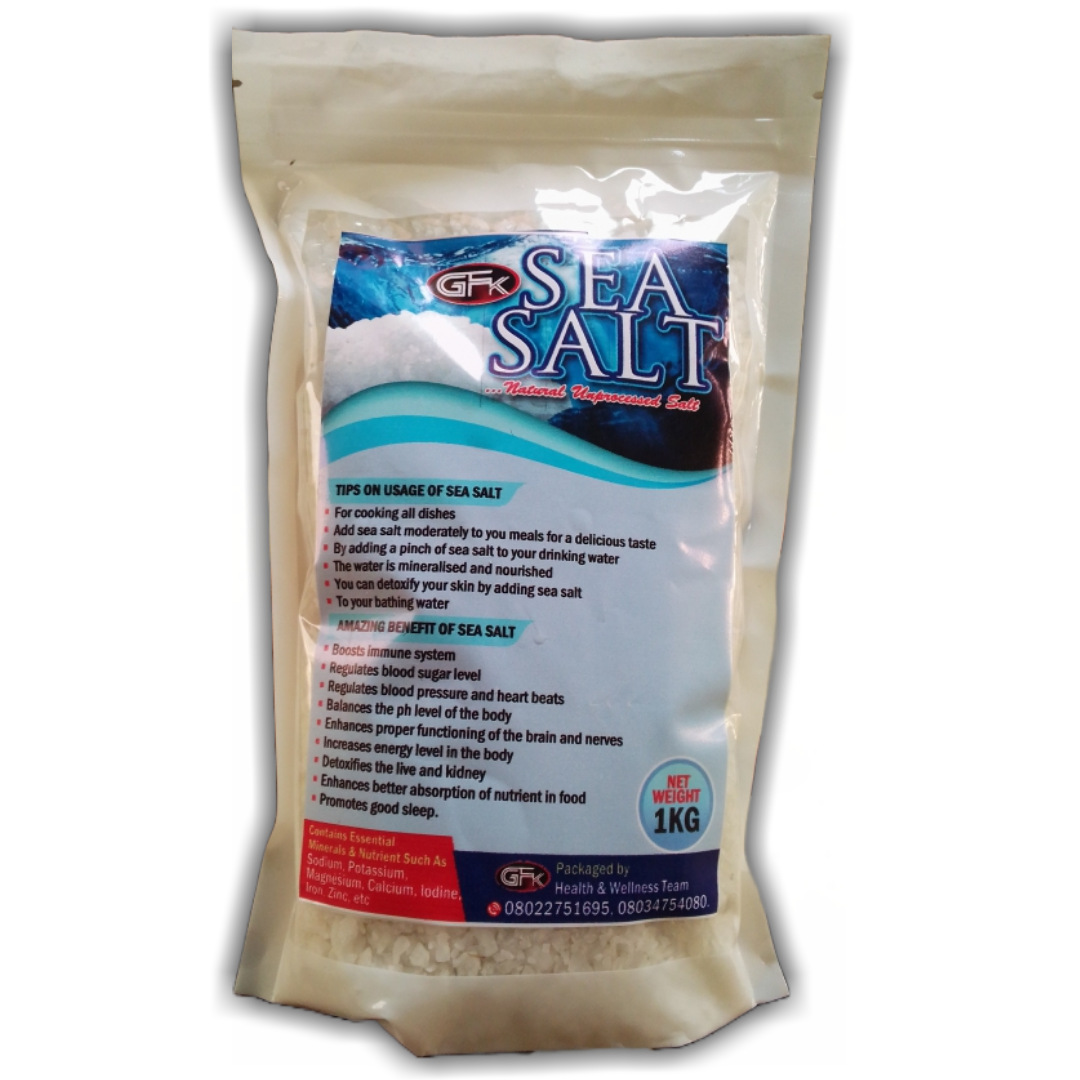 GFK SEA
SALT
...Natural Unprocessed Salt
TIPS ON USAGE OF SEA SALT
For cooking all dishes
Add sea salt moderately to you meals for a delicious taste
By adding a pinch of sea salt to your drinking water
The water is mineralised and nourished
You can detoxify your skin by adding sea salt
To your bathing water
AMAZING BENEFIT OF SEA SALT
Boosts immune system
Regulates blood sugar level
Regulates blood pressure and heart beats
Balances the ph level of the body
Enhances proper functioning of the brain and nerves
Increases energy level in the body
Detoxifies the live and kidney
Enhances better absorption of nutrient in food
Promotes good sleep.
NET
WEIGHT
1KG
Contains Essential
Minerals & Nutrient Such As
Sodium, Potassium,
Magnesium, Calcium, Iodine,
Iron, Zinc, etc
GFK
Packaged by
Health & Wellness Team
08022751695. 08034754080.